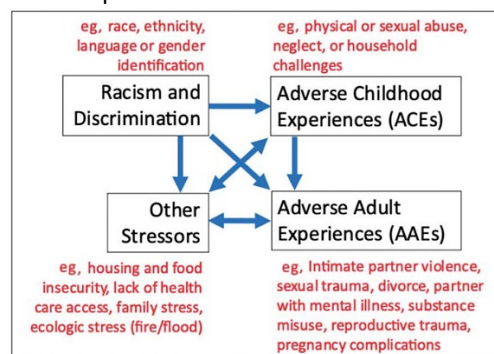 eg, race, ethnicity,
language or gender
identification
eg, physical or sexual abuse,
neglect, or household
challenges
Racism and
Discrimination
Adverse Childhood
Experiences (ACEs)
Other
Stressors
Adverse Adult
Experiences (AAEs)
eg, housing and food
insecurity, lack of health
care access, family stress,
ecologic stress (fire/flood)
eg, Intimate partner violence,
sexual trauma, divorce, partner
with mental illness, substance
misuse, reproductive trauma,
pregnancy complications